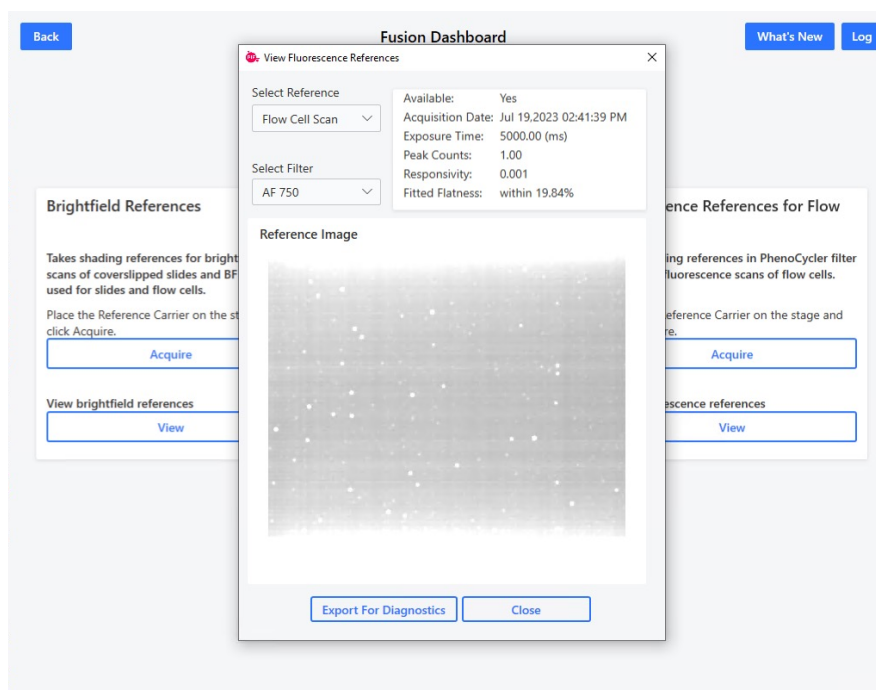 Back
Fusion Dashboard
What's New
Log
View Fluorescence References
Select Reference
Flow Cell Scan
Select Filter
AF 750
Available: Yes
Acquisition Date: Jul 19,2023 02:41:39 PM
Exposure Time: 5000.00 (ms)
Peak Counts: 1.00
Responsivity: 0.001
Fitted Flatness: within 19.84%
Reference Image
Export For Diagnostics
Close
Brightfield References
Takes shading references for bright
scans of coverslipped slides and BF
used for slides and flow cells.
Place the Reference Carrier on the st
click Acquire.
Acquire
View brightfield references
View
ence References for Flow
ing references in PhenoCycler filter
fluorescence scans of flow cells.
eference Carrier on the stage and
re.
Acquire
escence references
View